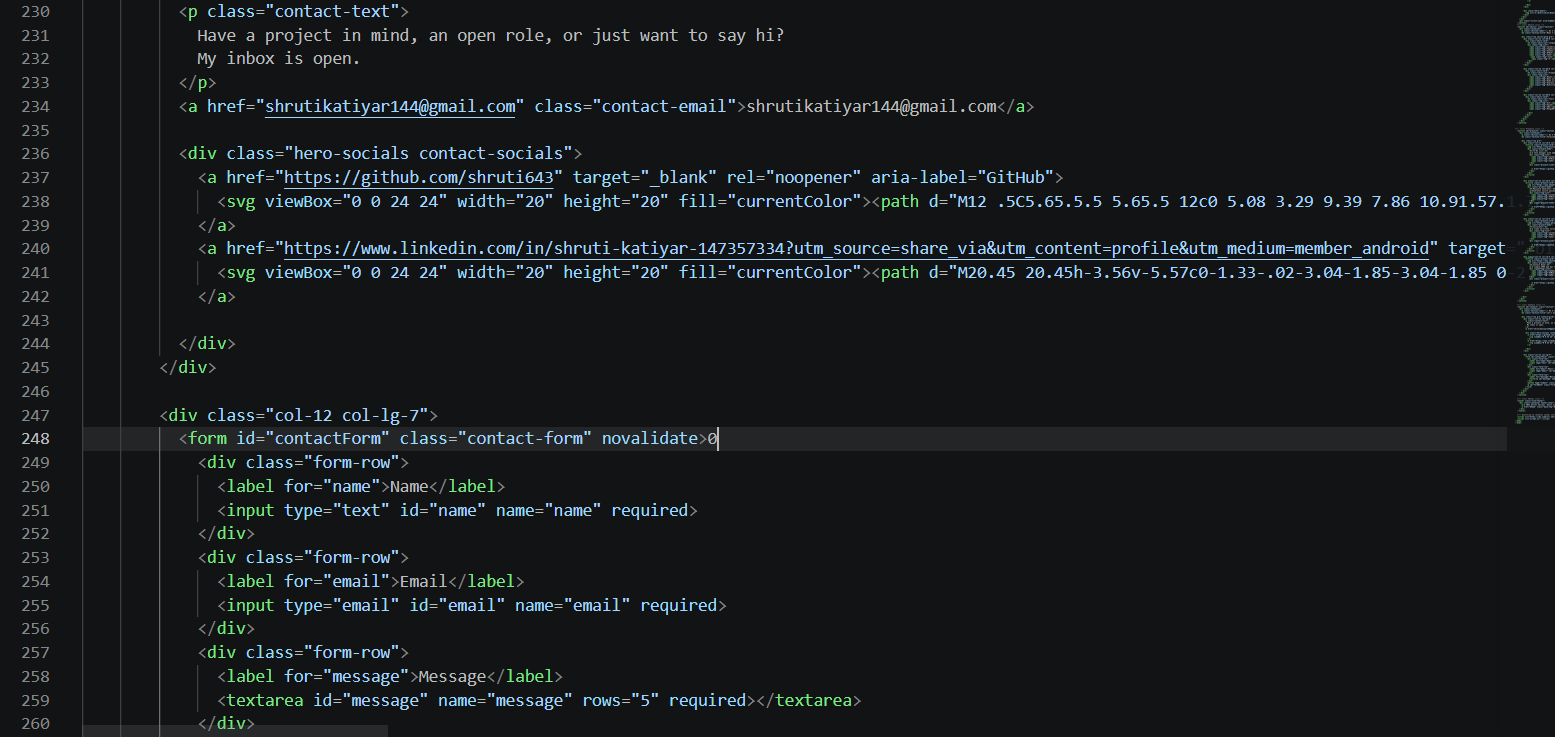 230 <p class="contact-text">
231 Have a project in mind, an open role, or just want to say hi?
232 My inbox is open.
233 </p>
234 <a href="shrutikatiyar144@gmail.com" class="contact-email">shrutikatiyar144@gmail.com</a>
235
236 <div class="hero-socials contact-socials">
237 <a href="https://github.com/shruti643" target="_blank" rel="noopener" aria-label="GitHub">
238 <svg viewBox="0 0 24 24" width="20" height="20" fill="currentColor"><path d="M12 .5C5.65.5.5 5.65.5 12c0 5.08 3.29 9.39 7.86 10.91.57.1.
239 </a>
240 <a href="https://www.linkedin.com/in/shruti-katiyar-147357334?utm_source=share_via&utm_content=profile&utm_medium=member_android" target=
241 <svg viewBox="0 0 24 24" width="20" height="20" fill="currentColor"><path d="M20.45 20.45h-3.56v-5.57c0-1.33-.02-3.04-1.85-3.04-1.85 0-2
242 </a>
243
244 </div>
245 </div>
246
247 <div class="col-12 col-lg-7">
248 <form id="contactForm" class="contact-form" novalidate>0
249 <div class="form-row">
250 <label for="name">Name</label>
251 <input type="text" id="name" name="name" required>
252 </div>
253 <div class="form-row">
254 <label for="email">Email</label>
255 <input type="email" id="email" name="email" required>
256 </div>
257 <div class="form-row">
258 <label for="message">Message</label>
259 <textarea id="message" name="message" rows="5" required></textarea>
260 </div>